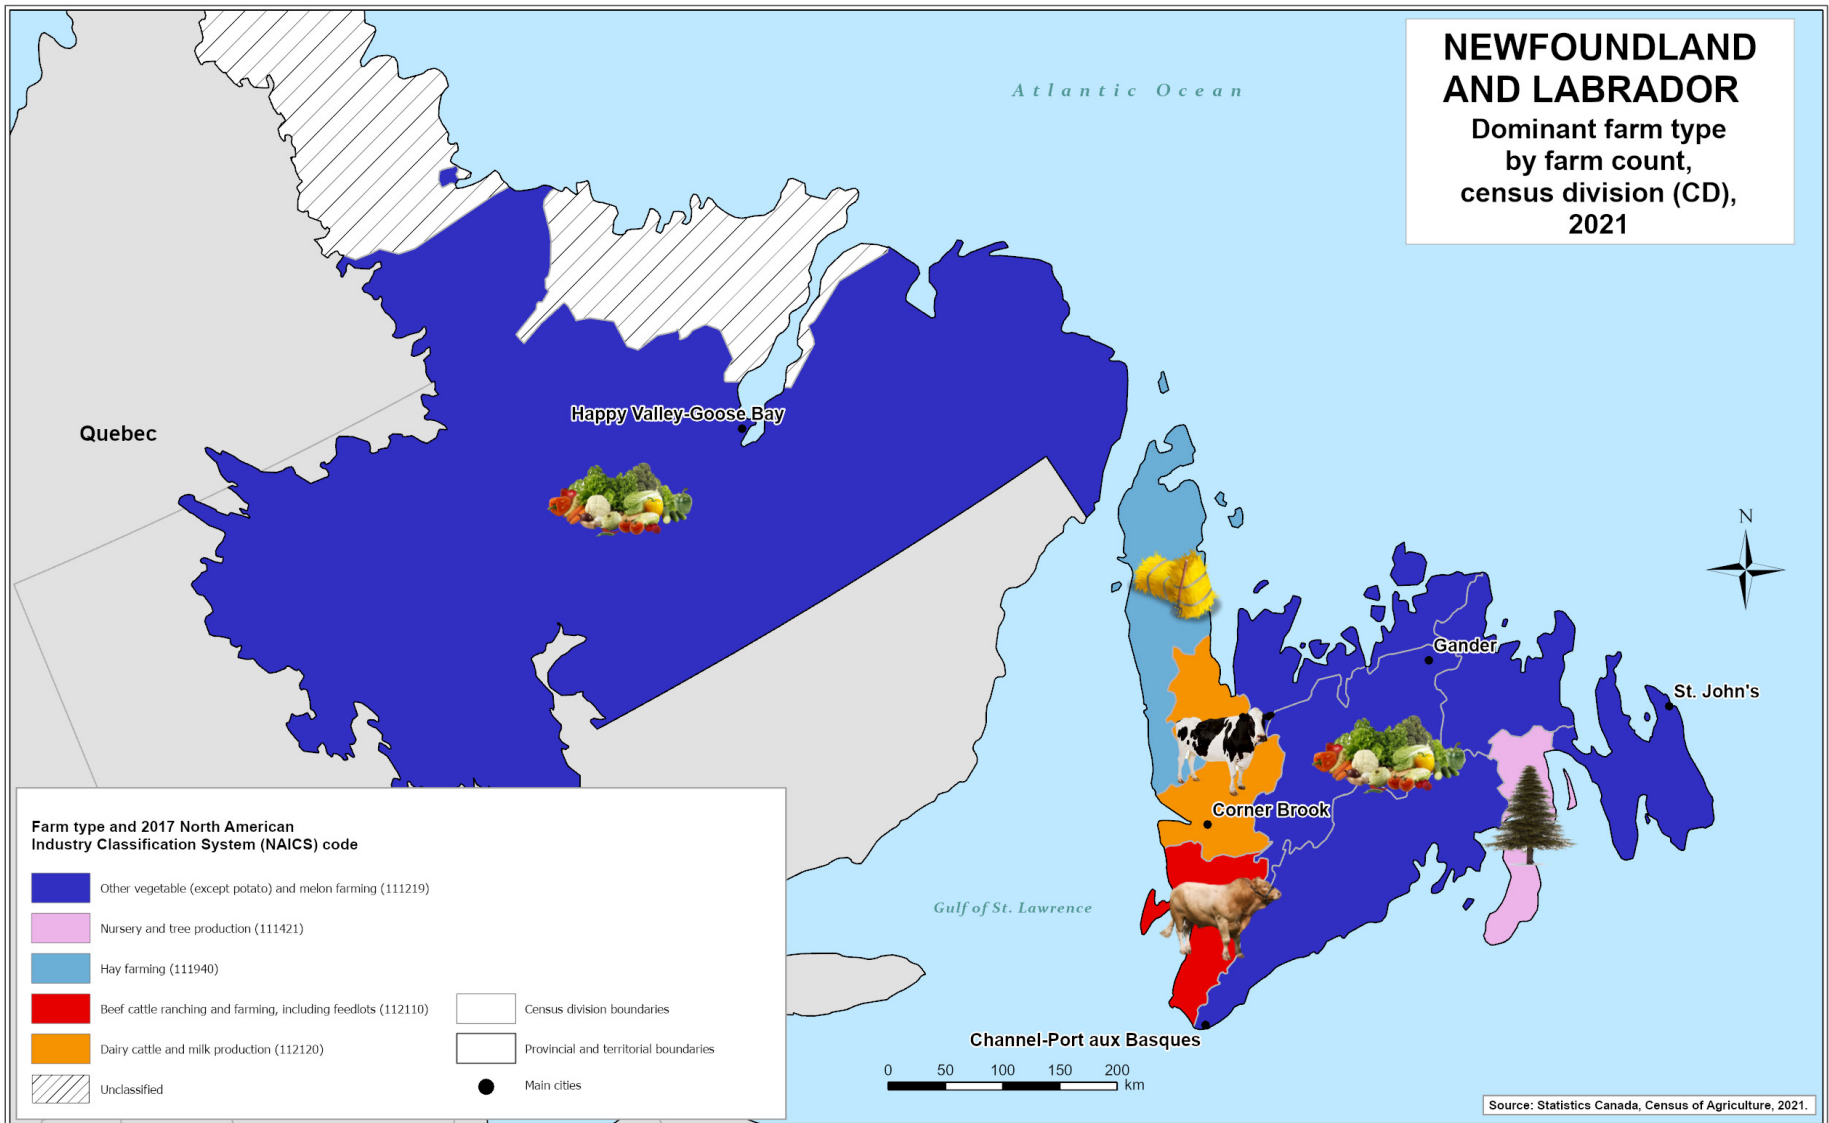 NEWFOUNDLAND
AND LABRADOR
Dominant farm type
by farm count,
census division (CD),
2021
Atlantic Ocean
Quebec
Happy Valley-Goose Bay
N
Gander
St. John's
Corner Brook
Gulf of St. Lawrence
Channel-Port aux Basques
0 50 100 150 200
km
Farm type and 2017 North American
Industry Classification System (NAICS) code
Other vegetable (except potato) and melon farming (111219)
Nursery and tree production (111421)
Hay farming (111940)
Beef cattle ranching and farming, including feedlots (112110)
Dairy cattle and milk production (112120)
Unclassified
Census division boundaries
Provincial and territorial boundaries
Main cities
Source: Statistics Canada, Census of Agriculture, 2021.